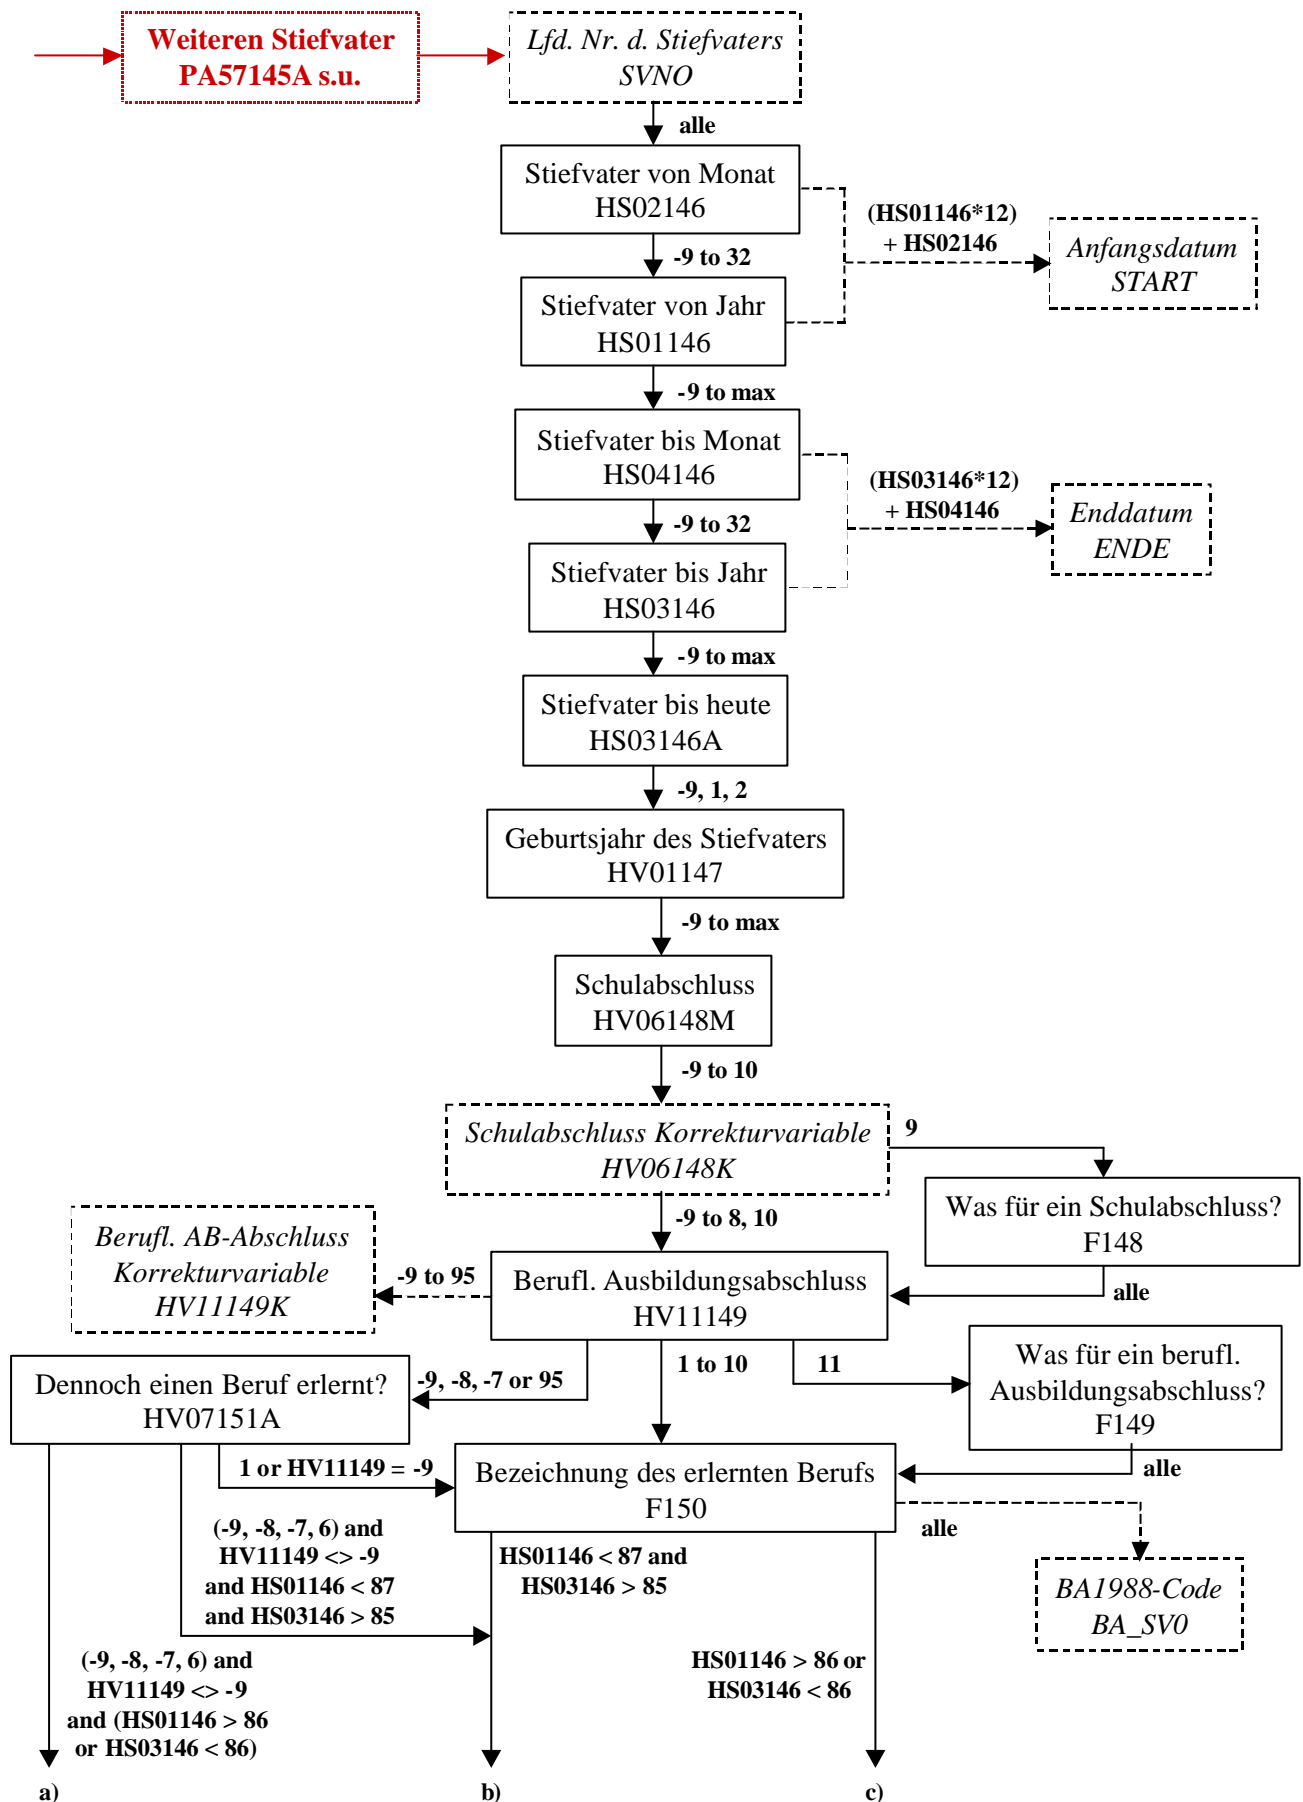 Weiteren Stiefvater
PA57145A s.u.
Lfd. Nr. d. Stiefvaters
SVNO
alle
Stiefvater von Monat
HS02146
(HS01146*12)
+ HS02146
Anfangsdatum
START
-9 to 32
Stiefvater von Jahr
HS01146
-9 to max
Stiefvater bis Monat
HS04146
(HS03146*12)
+ HS04146
Enddatum
ENDE
-9 to 32
Stiefvater bis Jahr
HS03146
-9 to max
Stiefvater bis heute
HS03146A
-9, 1, 2
Geburtsjahr des Stiefvaters
HV01147
-9 to max
Schulabschluss
HV06148M
-9 to 10
Schulabschluss Korrekturvariable
HV06148K
9
Was für ein Schulabschluss?
F148
-9 to 8, 10
Berufl. AB-Abschluss
Korrekturvariable
HV11149K
-9 to 95
Berufl. Ausbildungsabschluss
HV11149
alle
-9, -8, -7 or 95
1 to 10
11
Was für ein berufl.
Ausbildungsabschluss?
F149
Dennoch einen Beruf erlernt?
HV07151A
1 or HV11149 = -9
Bezeichnung des erlernten Berufs
F150
alle
alle
BA1988-Code
BA_SV0
(-9, -8, -7, 6) and
HV11149 <> -9
and HS01146 < 87
and HS03146 > 85
HS01146 < 87 and
HS03146 > 85
(-9, -8, -7, 6) and
HV11149 <> -9
and (HS01146 > 86
or HS03146 < 86)
HS01146 > 86 or
HS03146 < 86
a)
b)
c)